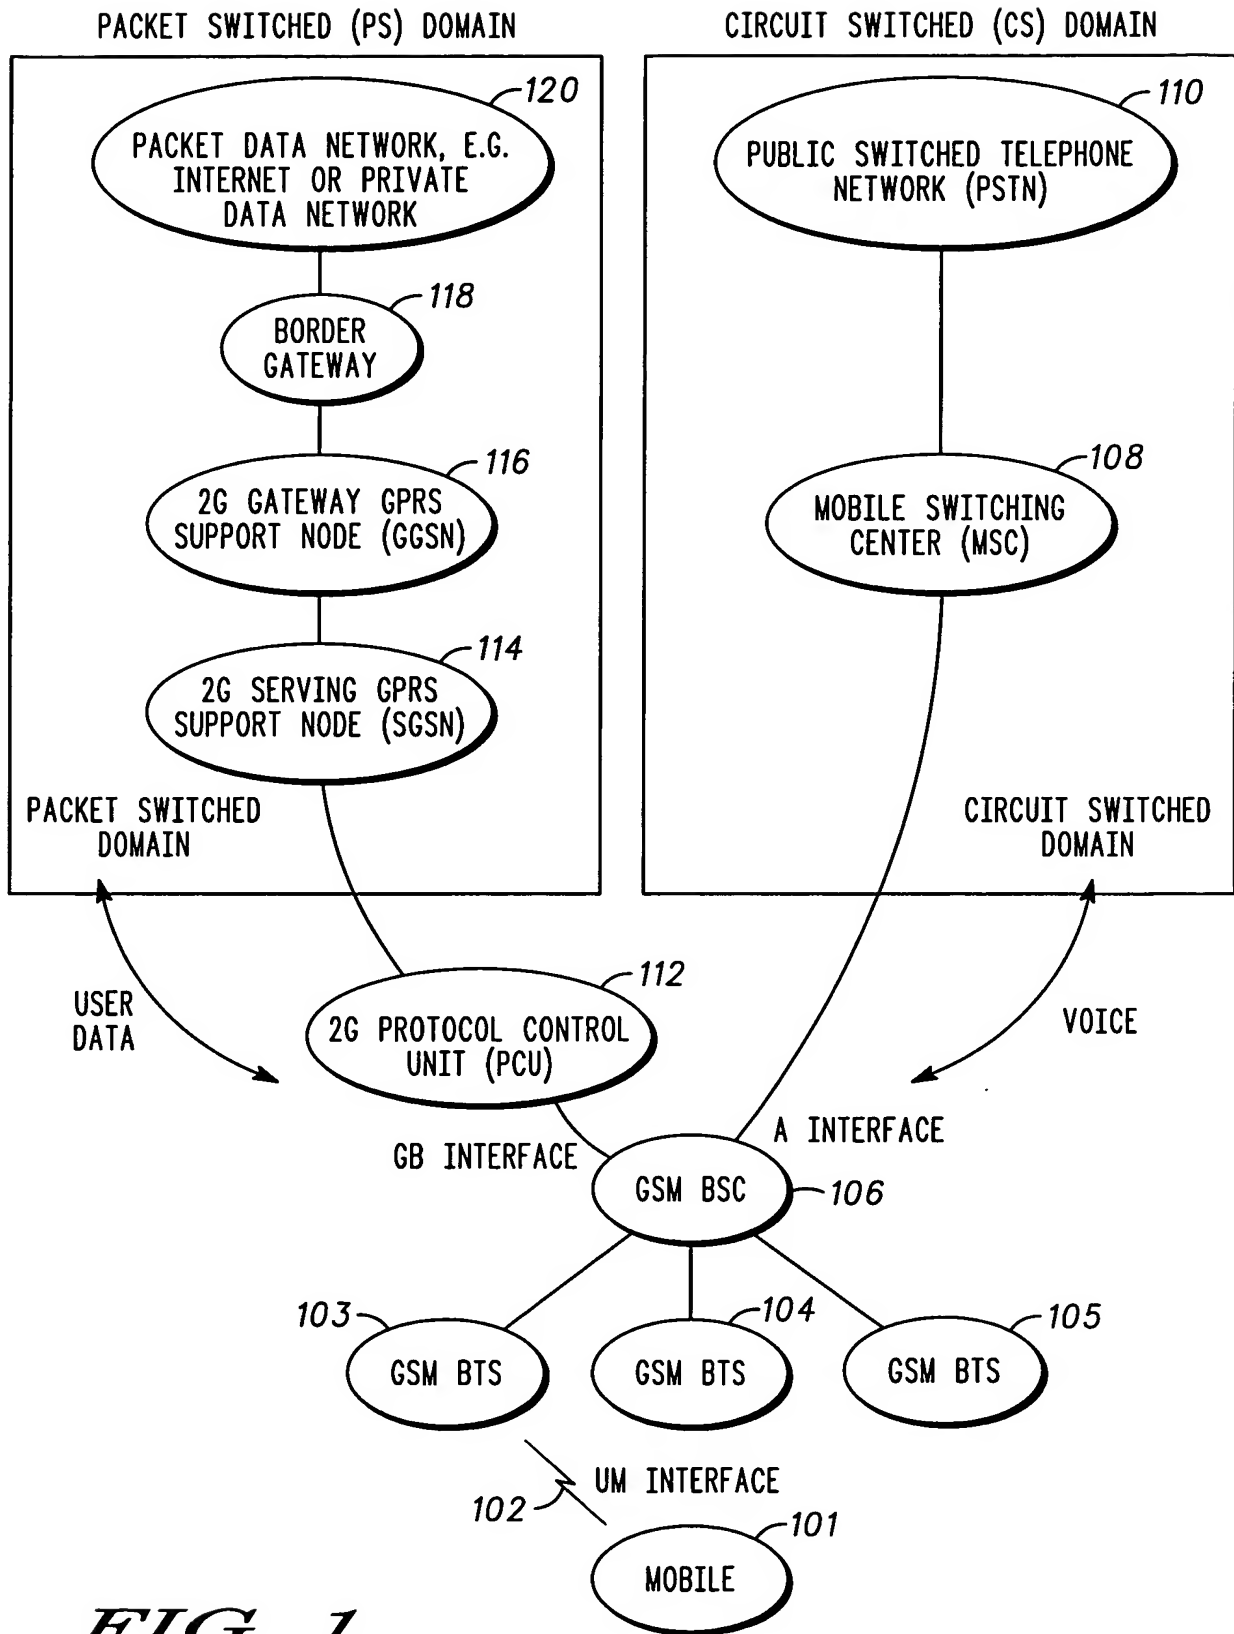 PACKET SWITCHED (PS) DOMAIN
CIRCUIT SWITCHED (CS) DOMAIN
120
PACKET DATA NETWORK, E.G.
INTERNET OR PRIVATE
DATA NETWORK
110
PUBLIC SWITCHED TELEPHONE
NETWORK (PSTN)
118
BORDER
GATEWAY
116
2G GATEWAY GPRS
SUPPORT NODE (GGSN)
108
MOBILE SWITCHING
CENTER (MSC)
114
2G SERVING GPRS
SUPPORT NODE (SGSN)
PACKET SWITCHED
DOMAIN
CIRCUIT SWITCHED
DOMAIN
USER
DATA
112
2G PROTOCOL CONTROL
UNIT (PCU)
VOICE
GB INTERFACE
A INTERFACE
GSM BSC
106
103
GSM BTS
104
GSM BTS
105
GSM BTS
102
UM INTERFACE
101
MOBILE
FIG. 1